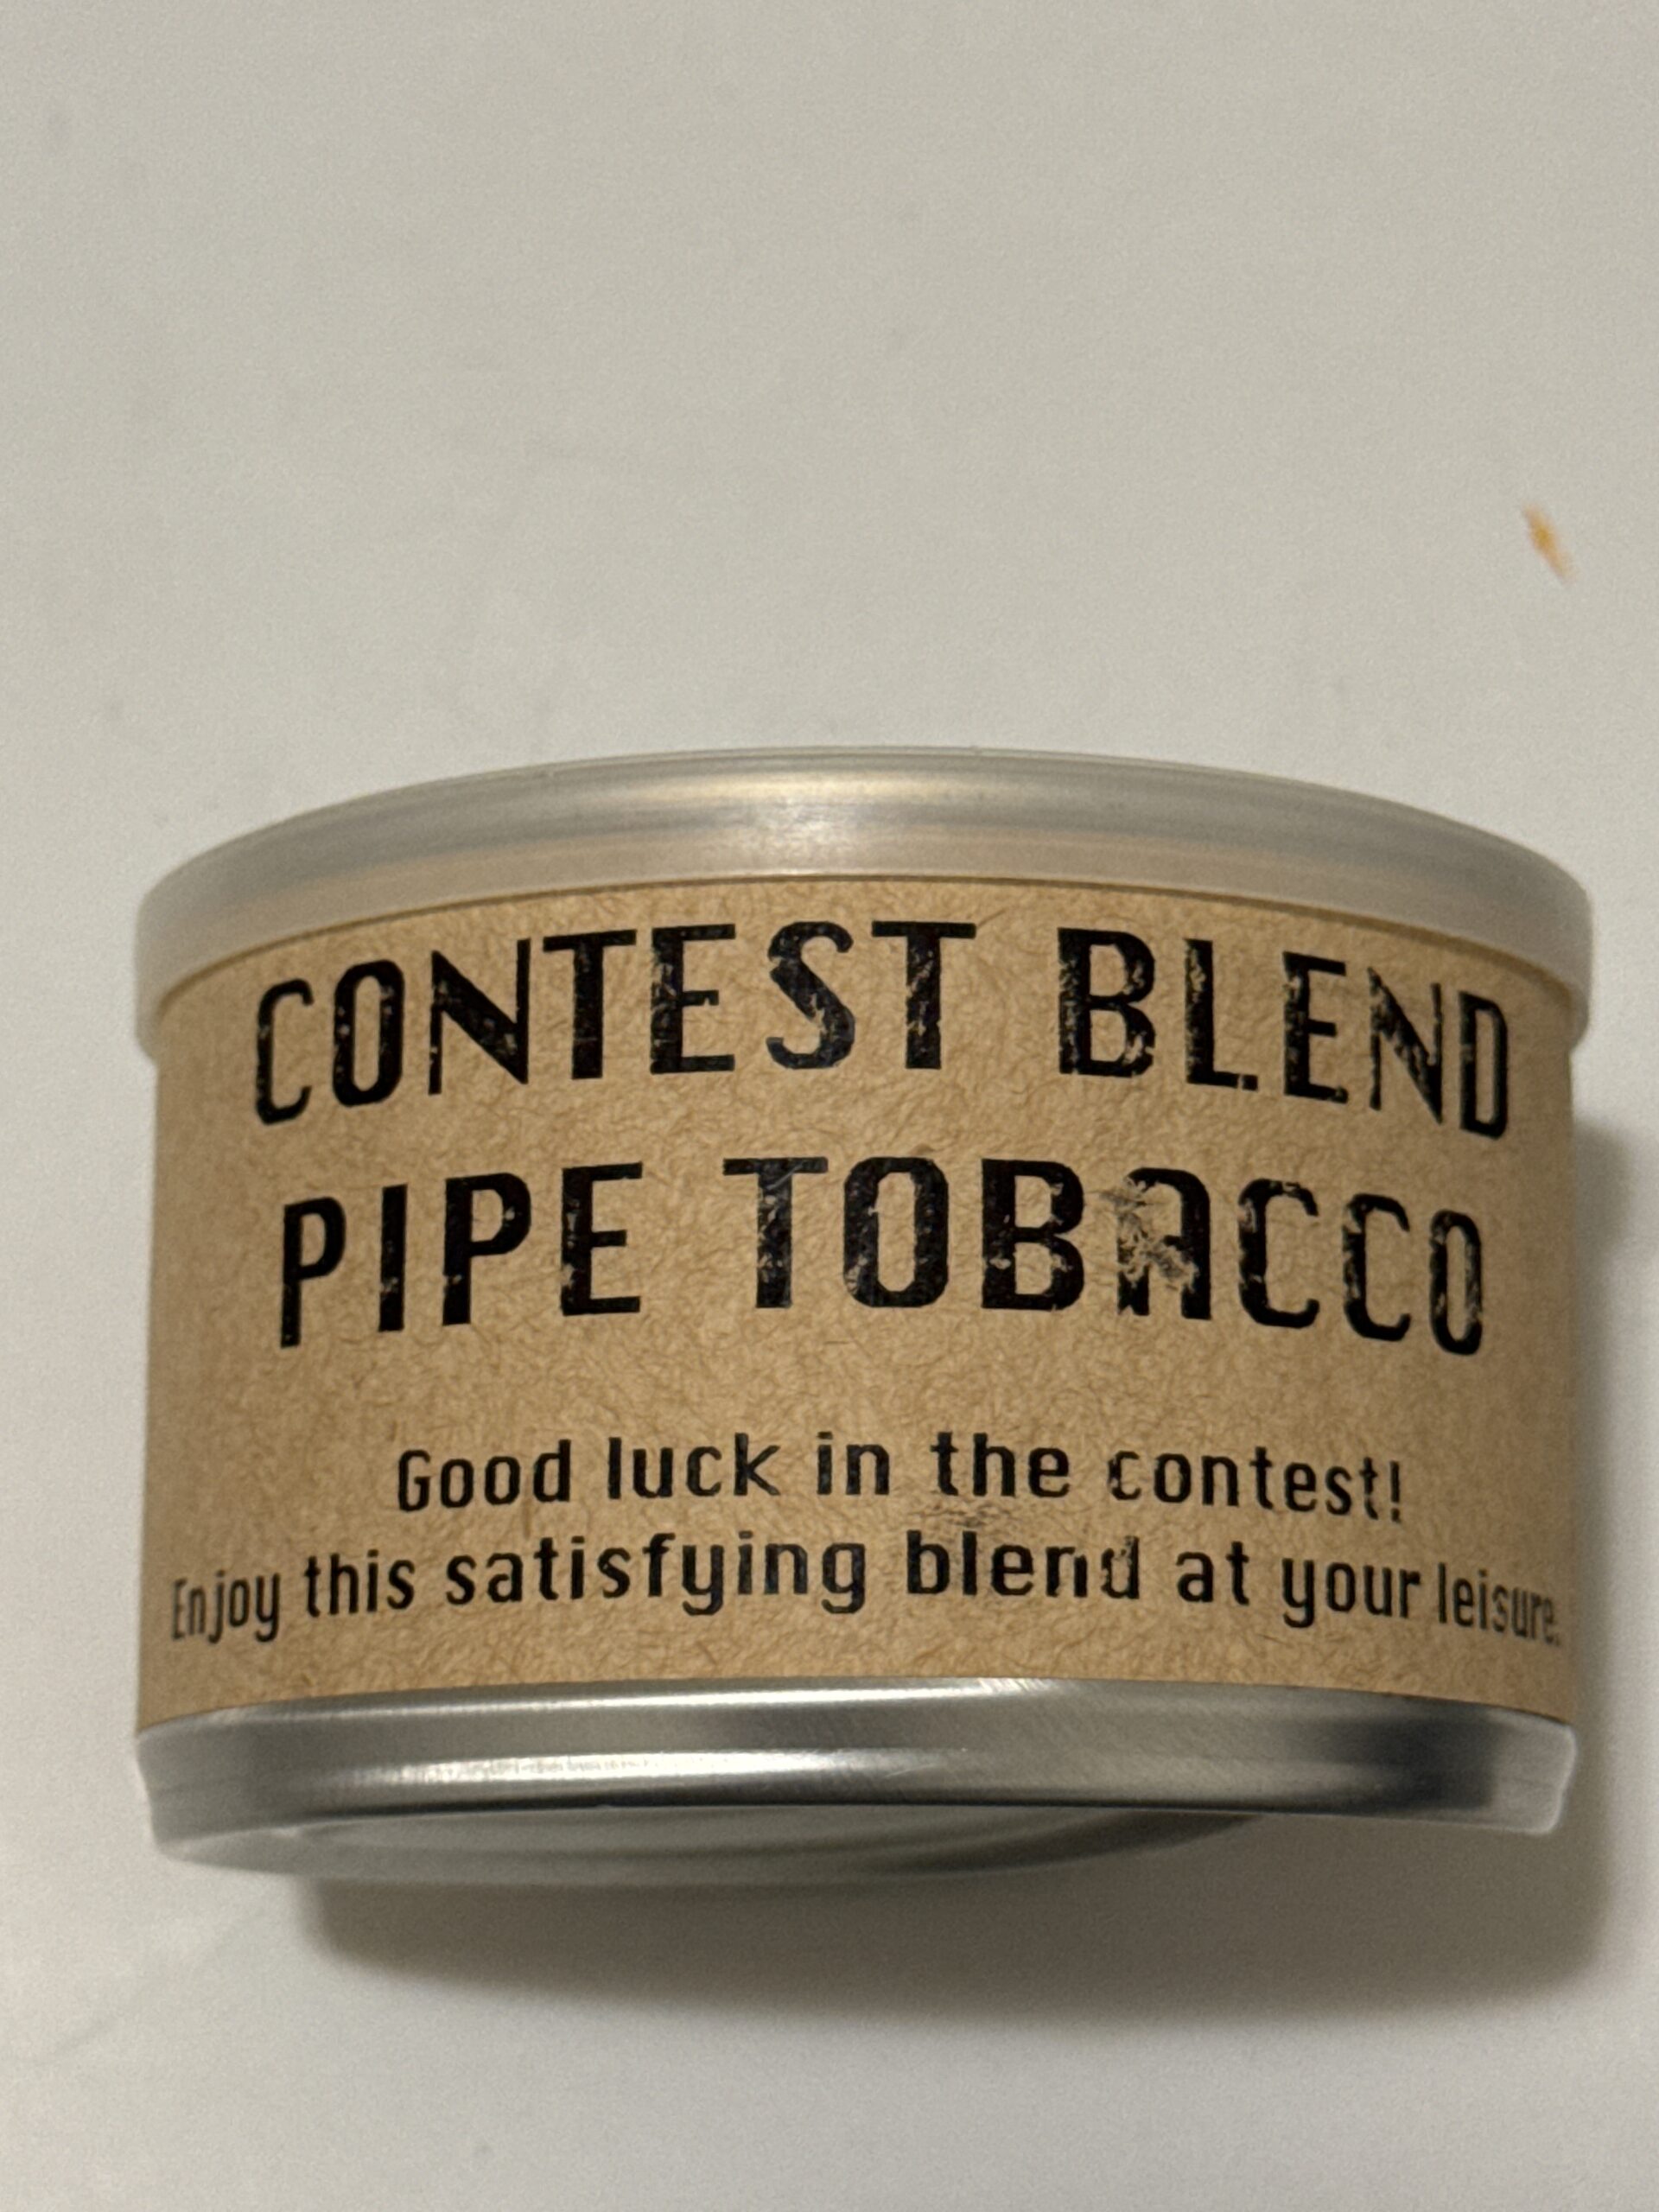 CONTEST BLEND
PIPE TOBACCO
Good luck in the contest!
Enjoy this satisfying blend at your leisure.